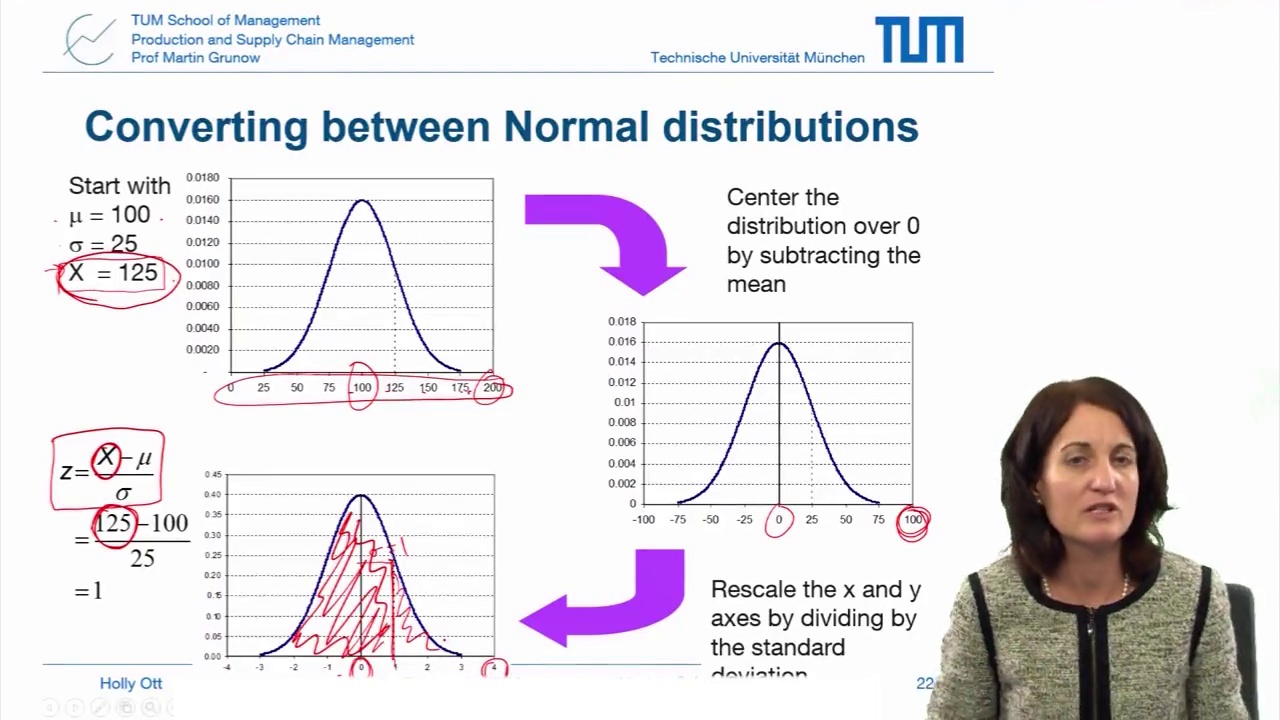 TUM School of Management
Production and Supply Chain Management
Prof Martin Grunow
Technische Universität München
TUM
Converting between Normal distributions
Start with
μ = 100
σ = 25
X = 125
0.0180
0.0160
0.0140
0.0120
0.0100
0.0080
0.0060
0.0040
0.0020
-
0 25 50 75 100 125 150 175 200
Center the
distribution over 0
by subtracting the
mean
0.018
0.016
0.014
0.012
0.01
0.008
0.006
0.004
0.002
0
-100 -75 -50 -25 0 25 50 75 100
z = X – μ
σ
= 125 – 100
25
= 1
0.45
0.40
0.35
0.30
0.25
0.20
0.15
0.10
0.05
0.00
-4 -3 -2 -1 0 1 2 3 4
Rescale the x and y
axes by dividing by
the standard
deviation
Holly Ott
22